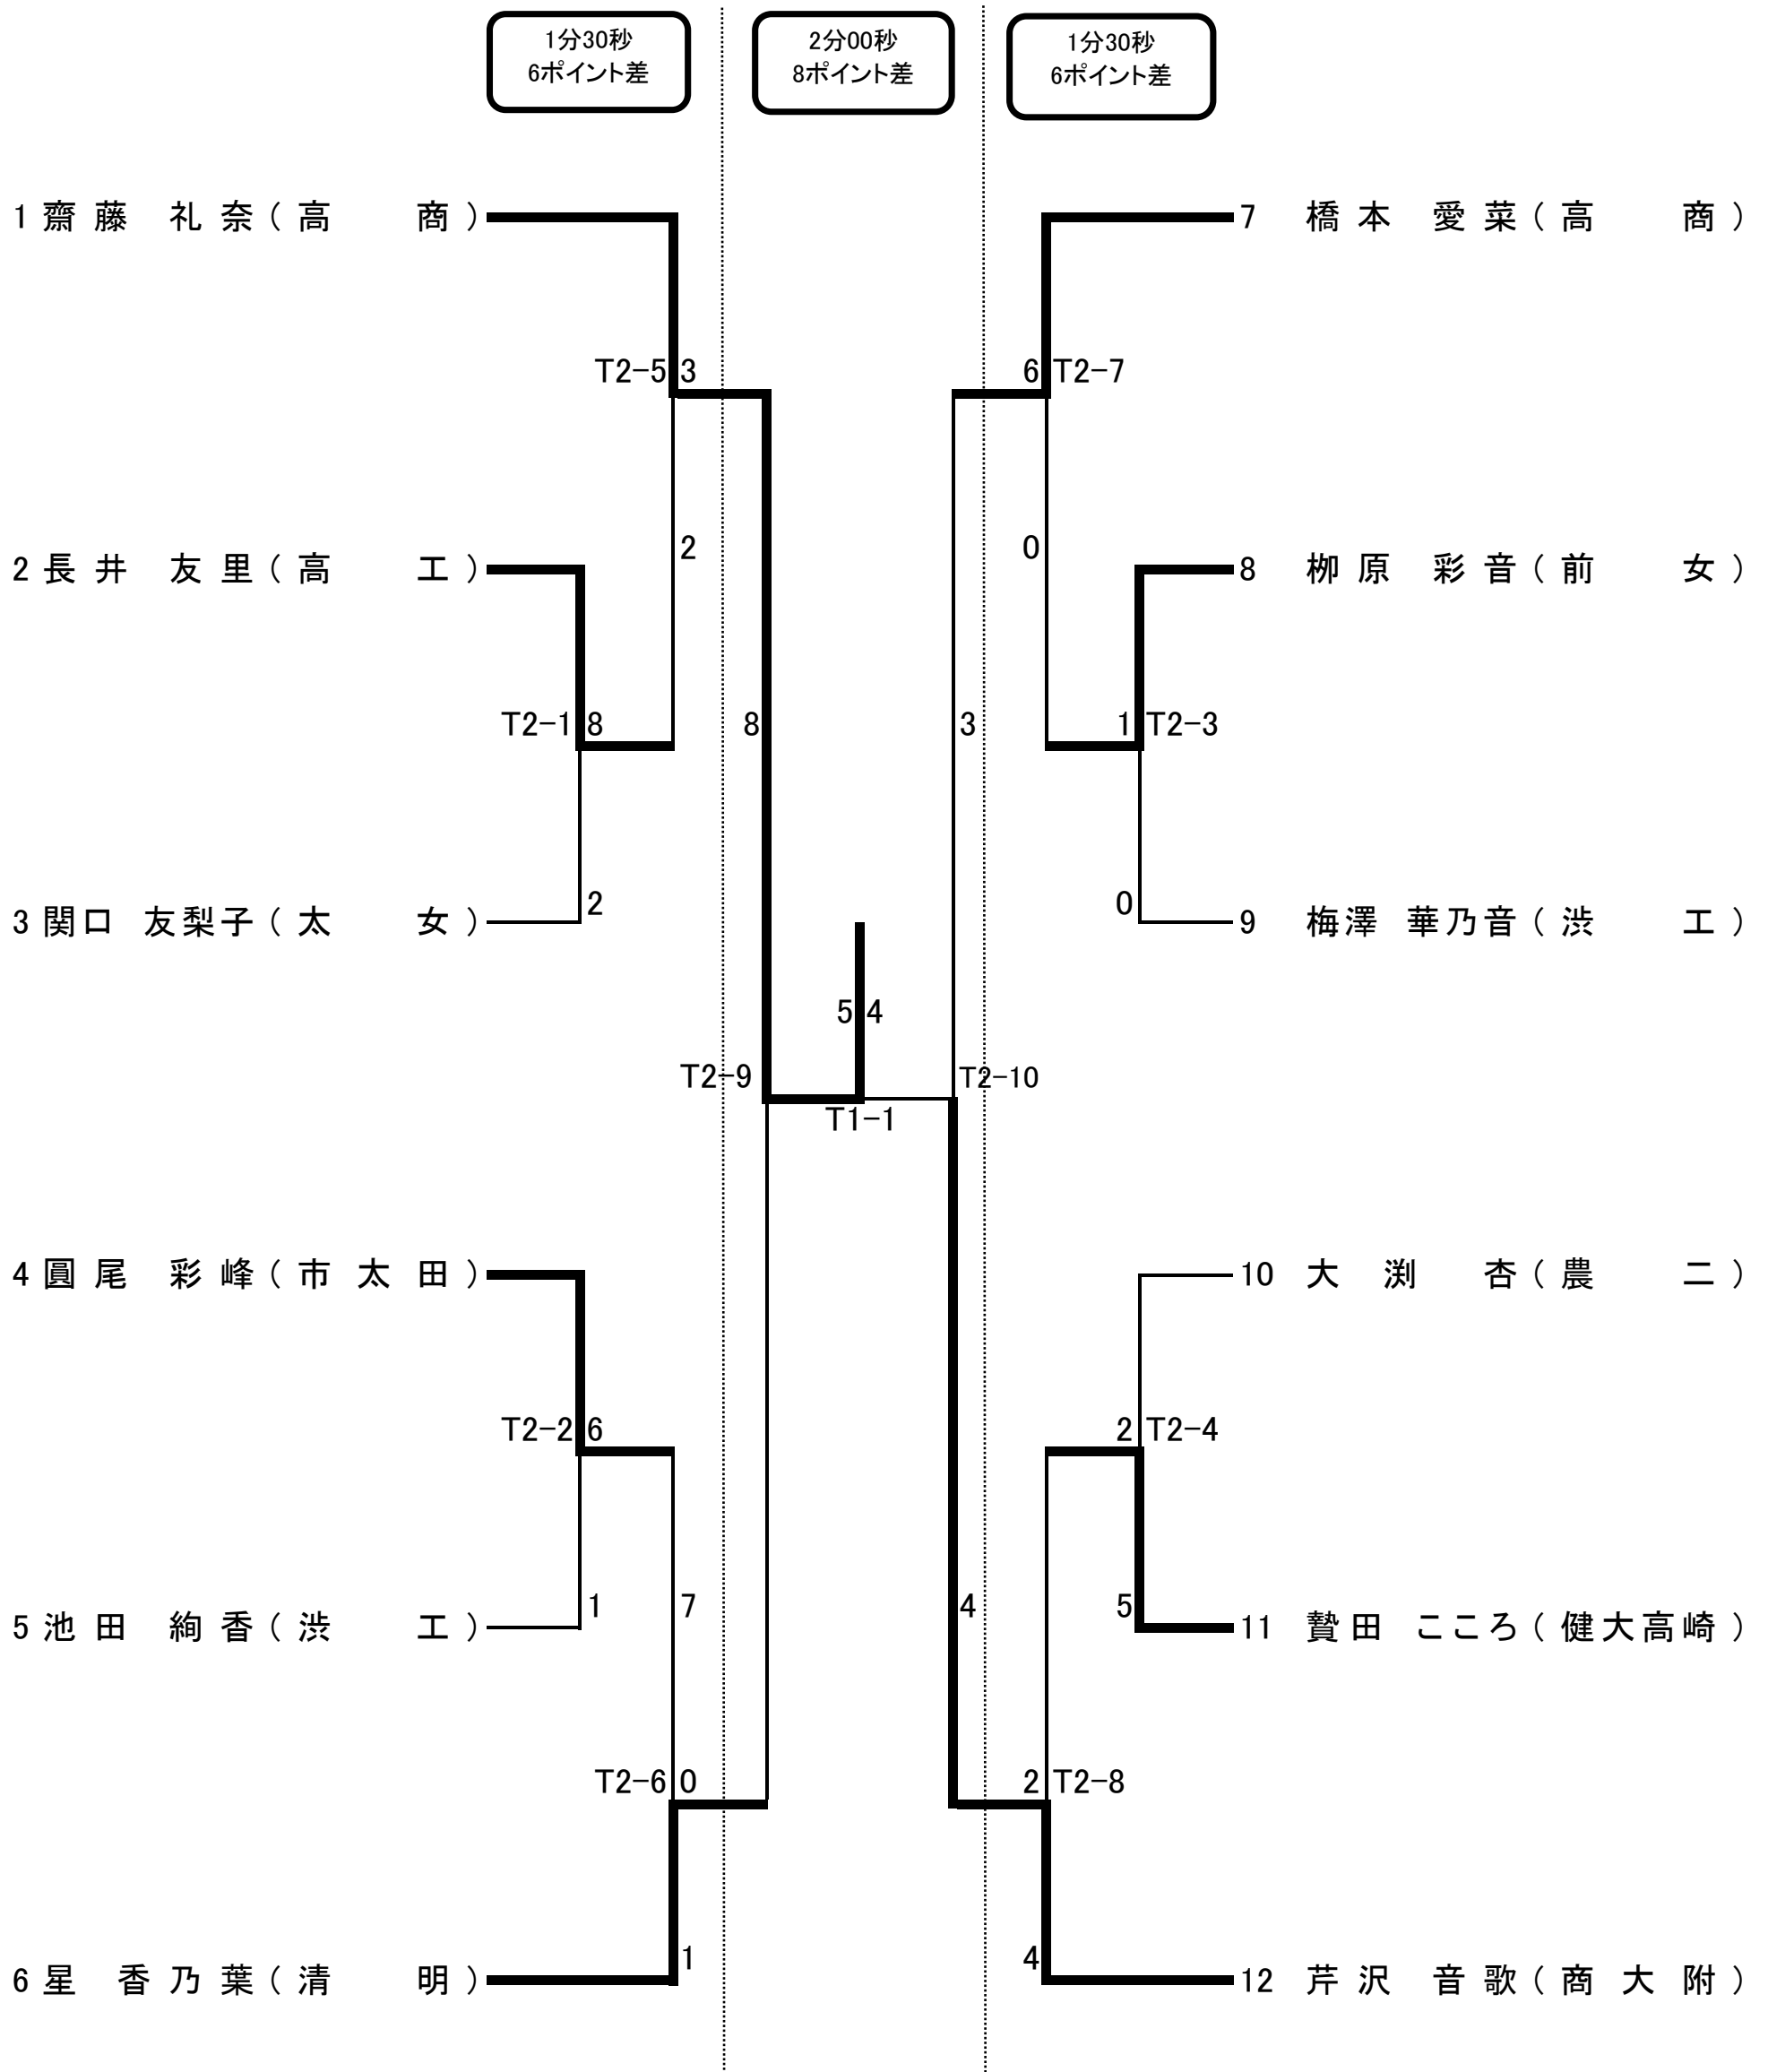 1分30秒
6ポイント差
2分00秒
8ポイント差
1分30秒
6ポイント差
1 齋藤 礼奈(高 商)
7 橋本 愛菜(高 商)
T2-5 3
6 T2-7
2
0
2 長井 友里(高 工)
8 栁原 彩音(前 女)
T2-1 8
8
3
1 T2-3
2
0
3 関口 友梨子(太 女)
9 梅澤 華乃音(渋 工)
5 4
T2-9
T2-10
T1-1
4 圓尾 彩峰(市太田)
10 大渕 杏(農 二)
T2-2 6
2 T2-4
1
7
4
5
5 池田 絢香(渋 工)
11 贄田 こころ(健大高崎)
T2-6 0
2 T2-8
1
4
6 星 香乃葉(清 明)
12 芹沢 音歌(商大附)